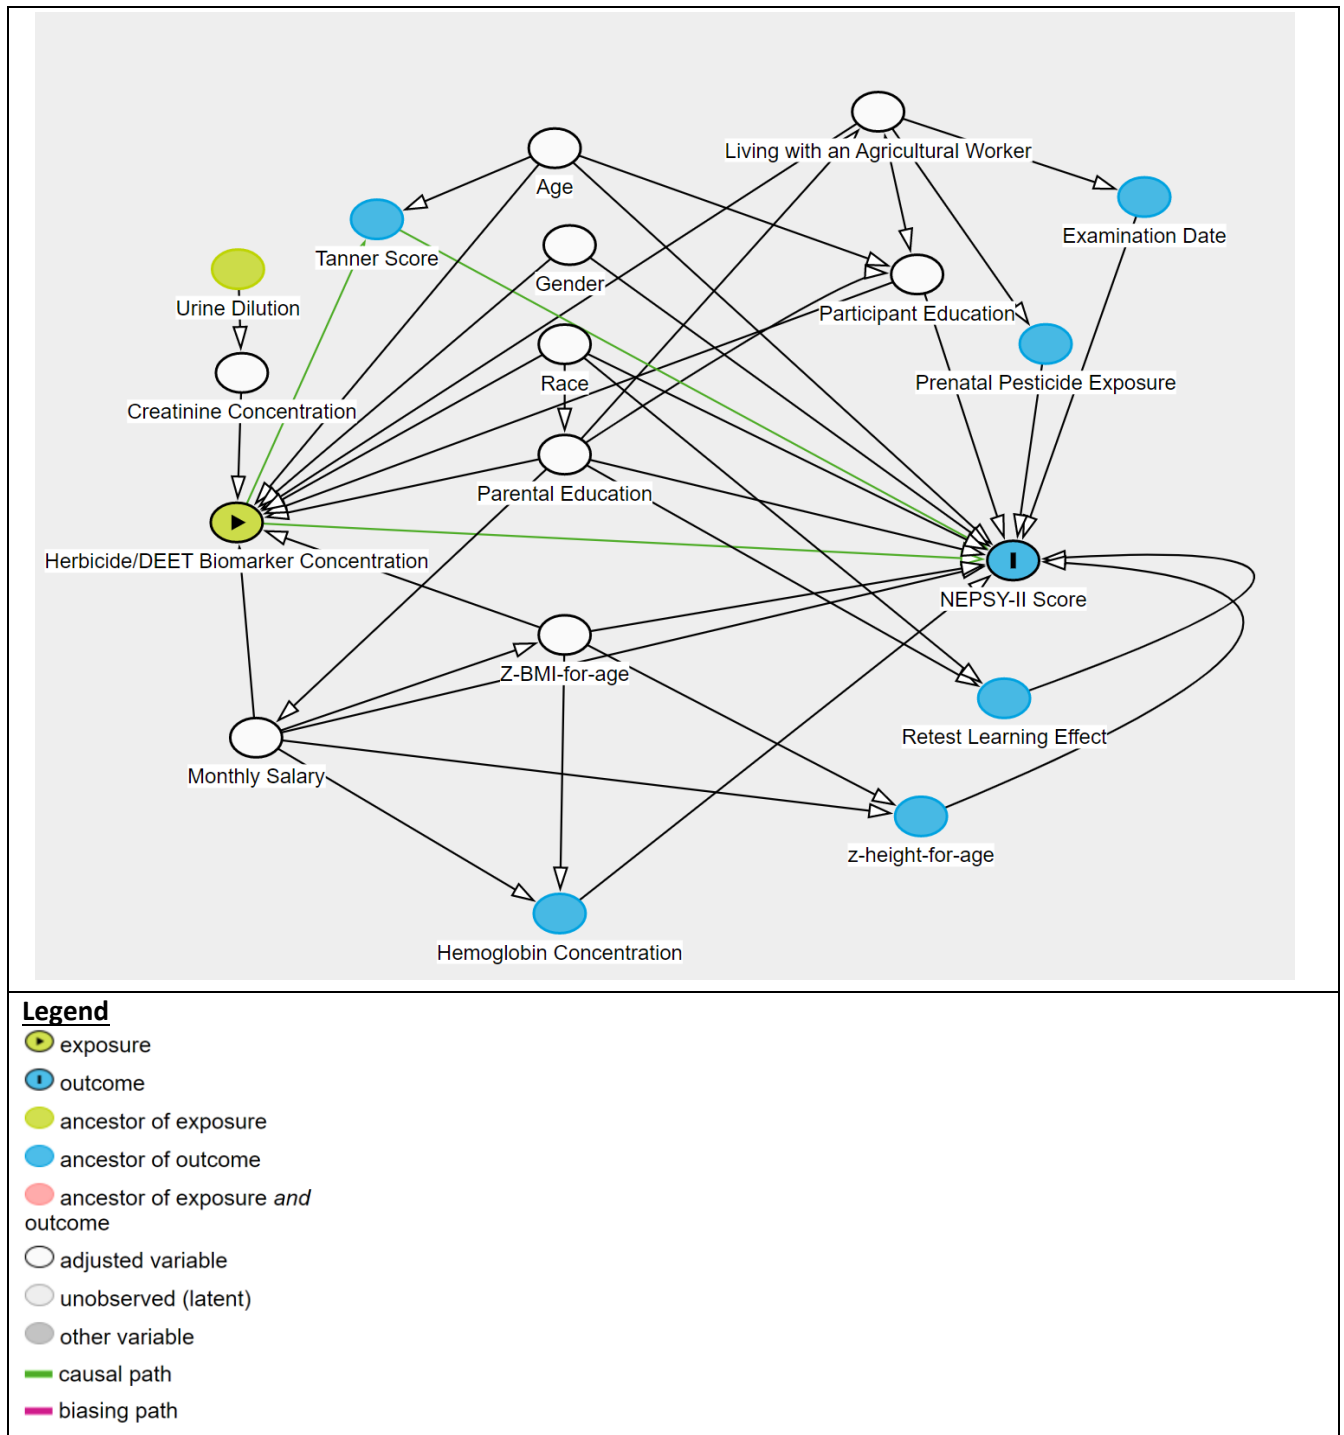 Living with an Agricultural Worker
Age
Examination Date
Tanner Score
Gender
Urine Dilution
Participant Education
Race
Prenatal Pesticide Exposure
Creatinine Concentration
Parental Education
Herbicide/DEET Biomarker Concentration
NEPSY-II Score
Z-BMI-for-age
Retest Learning Effect
Monthly Salary
z-height-for-age
Hemoglobin Concentration
Legend
exposure
outcome
ancestor of exposure
ancestor of outcome
ancestor of exposure and
outcome
adjusted variable
unobserved (latent)
other variable
causal path
biasing path